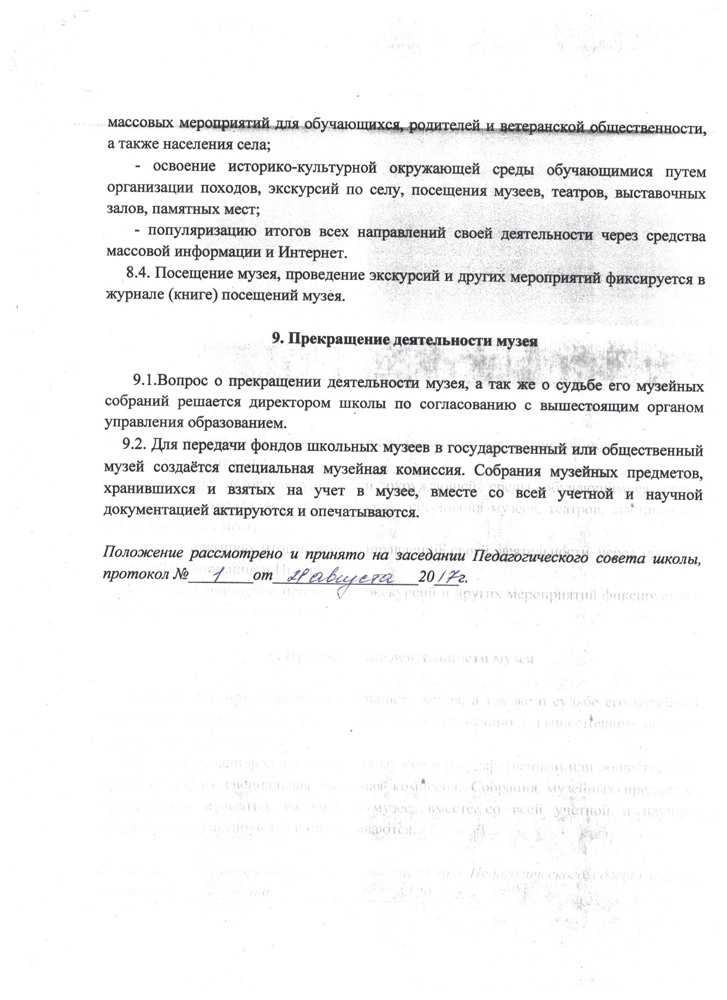 массовых мероприятий для обучающихся, родителей и ветеранской общественности,
а также населения села;
- освоение историко-культурной окружающей среды обучающимися путем
организации походов, экскурсий по селу, посещения музеев, театров, выставочных
залов, памятных мест;
- популяризацию итогов всех направлений своей деятельности через средства
массовой информации и Интернет.
8.4. Посещение музея, проведение экскурсий и других мероприятий фиксируется в
журнале (книге) посещений музея.
9. Прекращение деятельности музея
9.1.Вопрос о прекращении деятельности музея, а так же о судьбе его музейных
собраний решается директором школы по согласованию с вышестоящим органом
управления образованием.
9.2. Для передачи фондов школьных музеев в государственный или общественный
музей создаётся специальная музейная комиссия. Собрания музейных предметов,
хранившихся и взятых на учет в музее, вместе со всей учетной и научной
документацией актируются и опечатываются.
Положение рассмотрено и принято на заседании Педагогического совета школы,
протокол № 1 от августа 2017г.